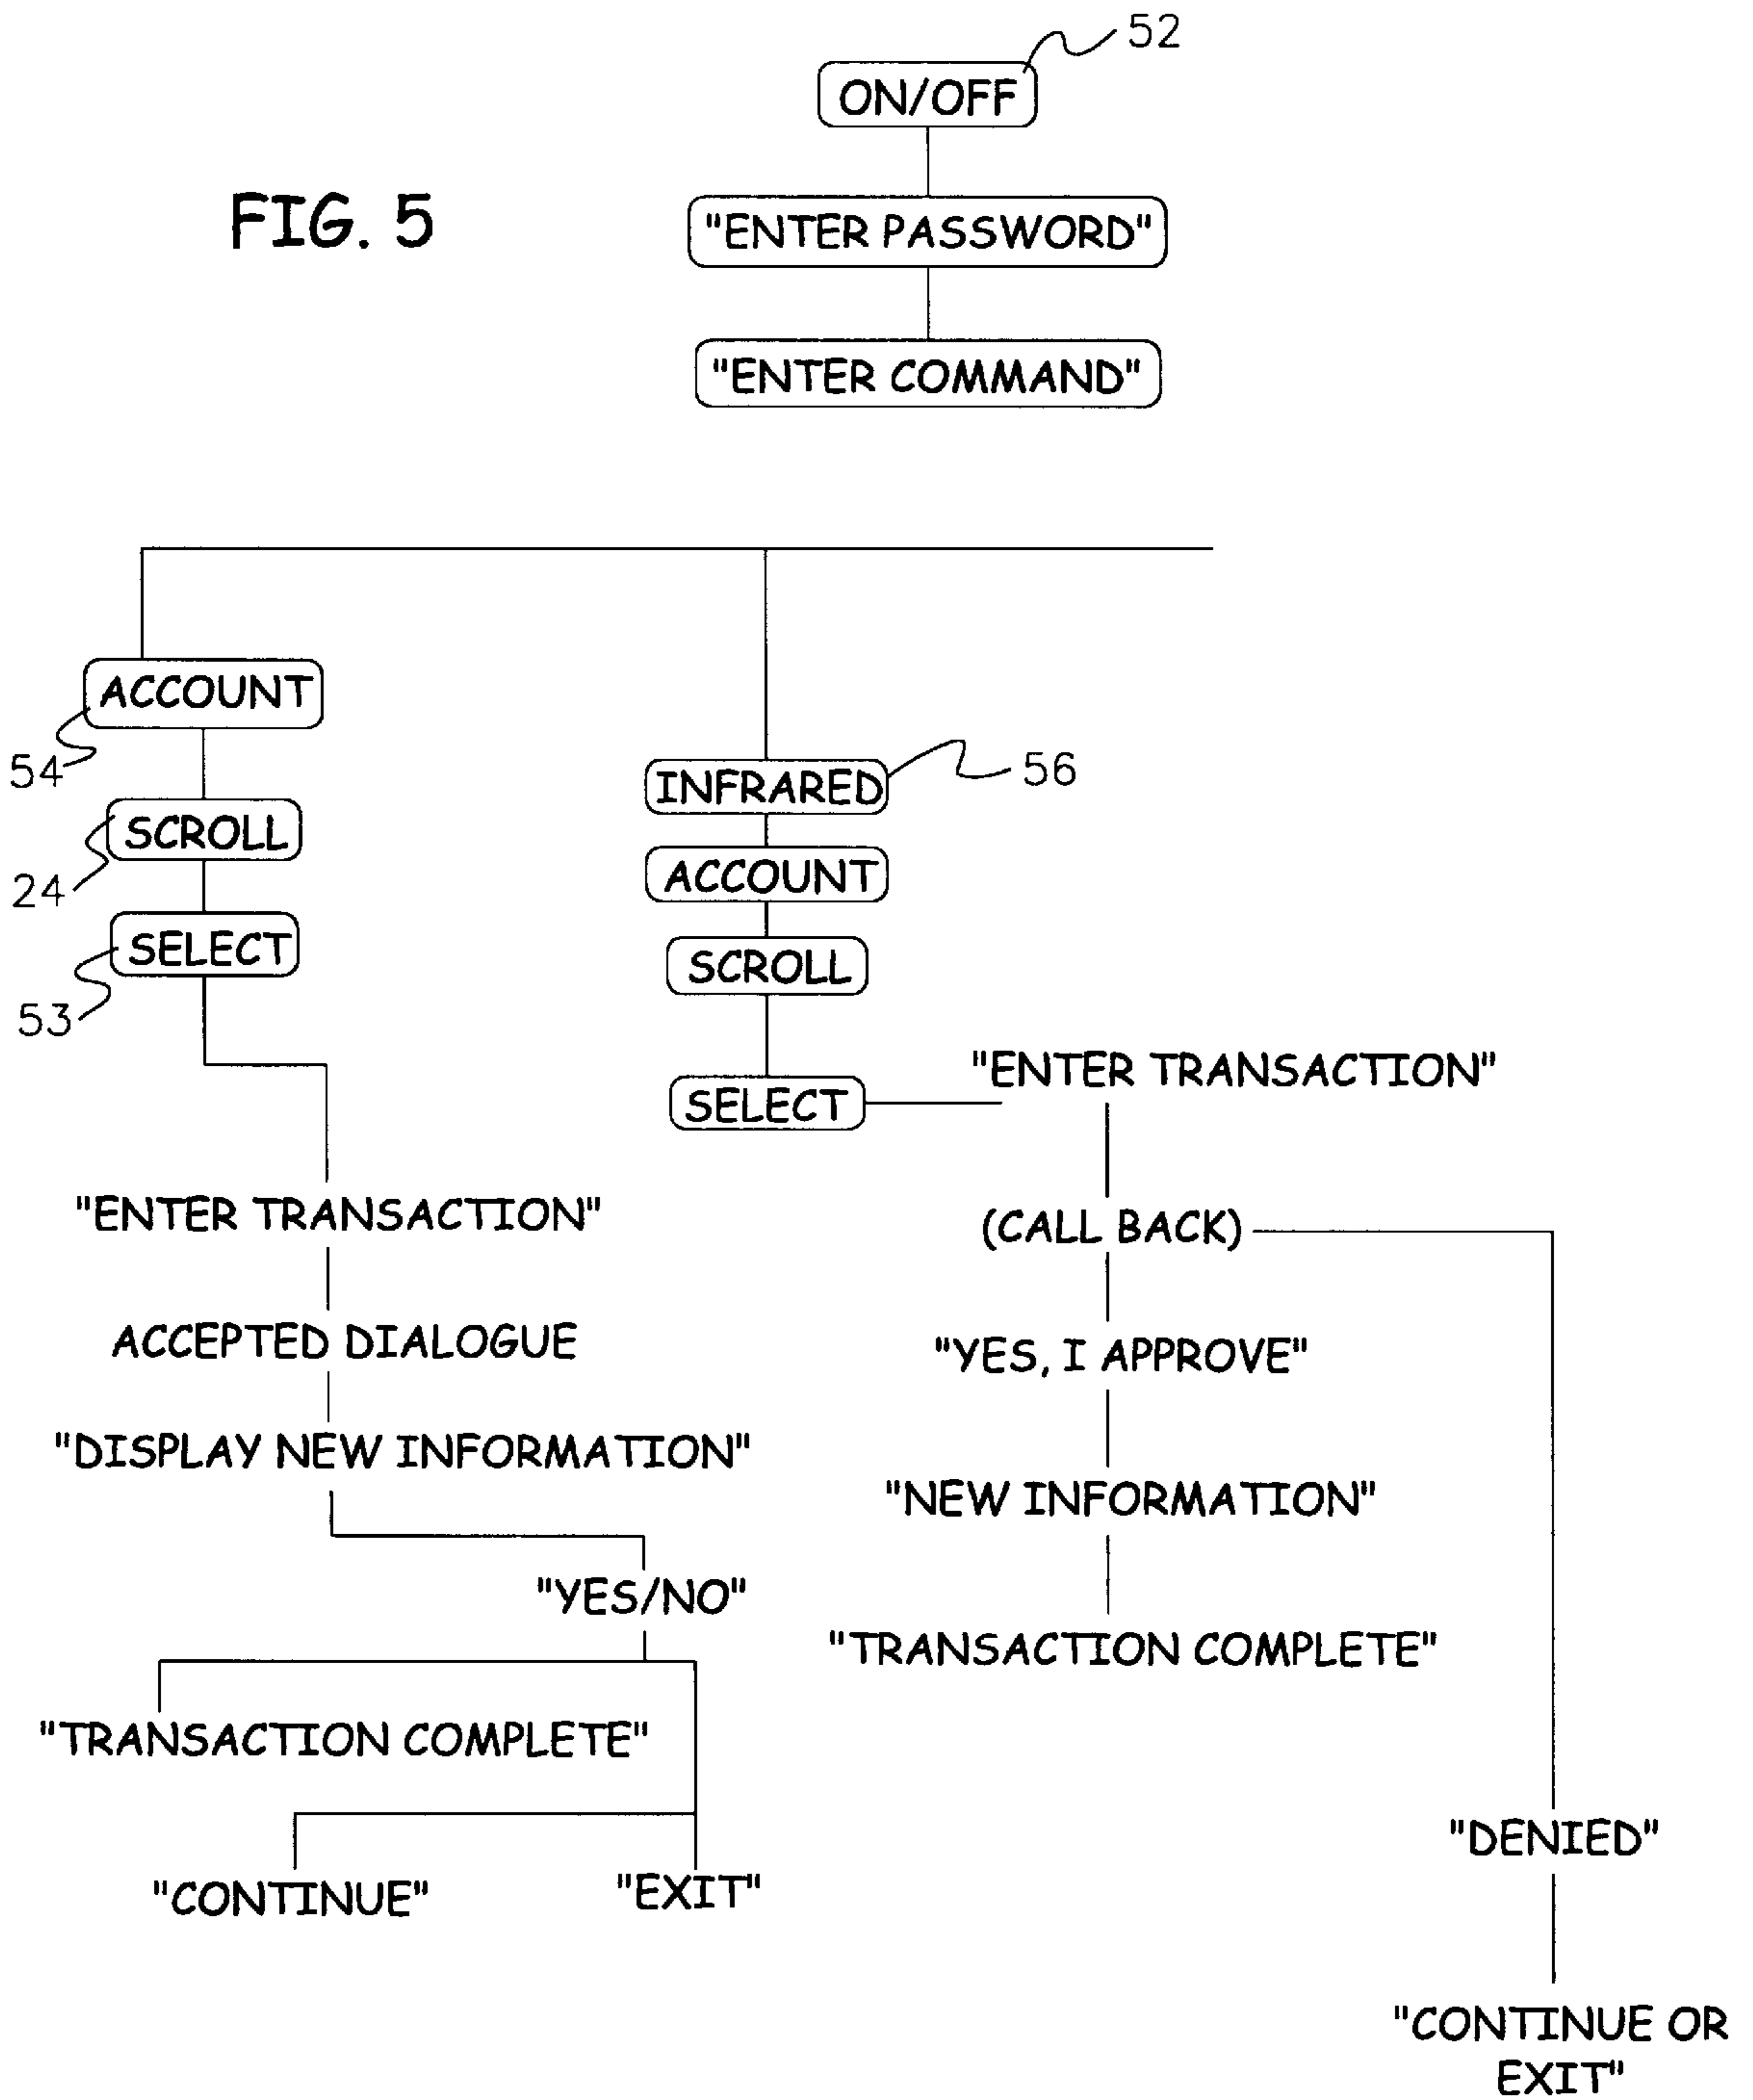 52
ON/OFF
FIG. 5
"ENTER PASSWORD"
"ENTER COMMAND"
ACCOUNT
54
SCROLL
24
SELECT
53
"ENTER TRANSACTION"
ACCEPTED DIALOGUE
"DISPLAY NEW INFORMATION"
"YES/NO"
"TRANSACTION COMPLETE"
"CONTINUE"
"EXIT"
INFRARED
56
ACCOUNT
SCROLL
SELECT
"ENTER TRANSACTION"
(CALL BACK)
"YES, I APPROVE"
"NEW INFORMATION"
"TRANSACTION COMPLETE"
"DENIED"
"CONTINUE OR
EXIT"